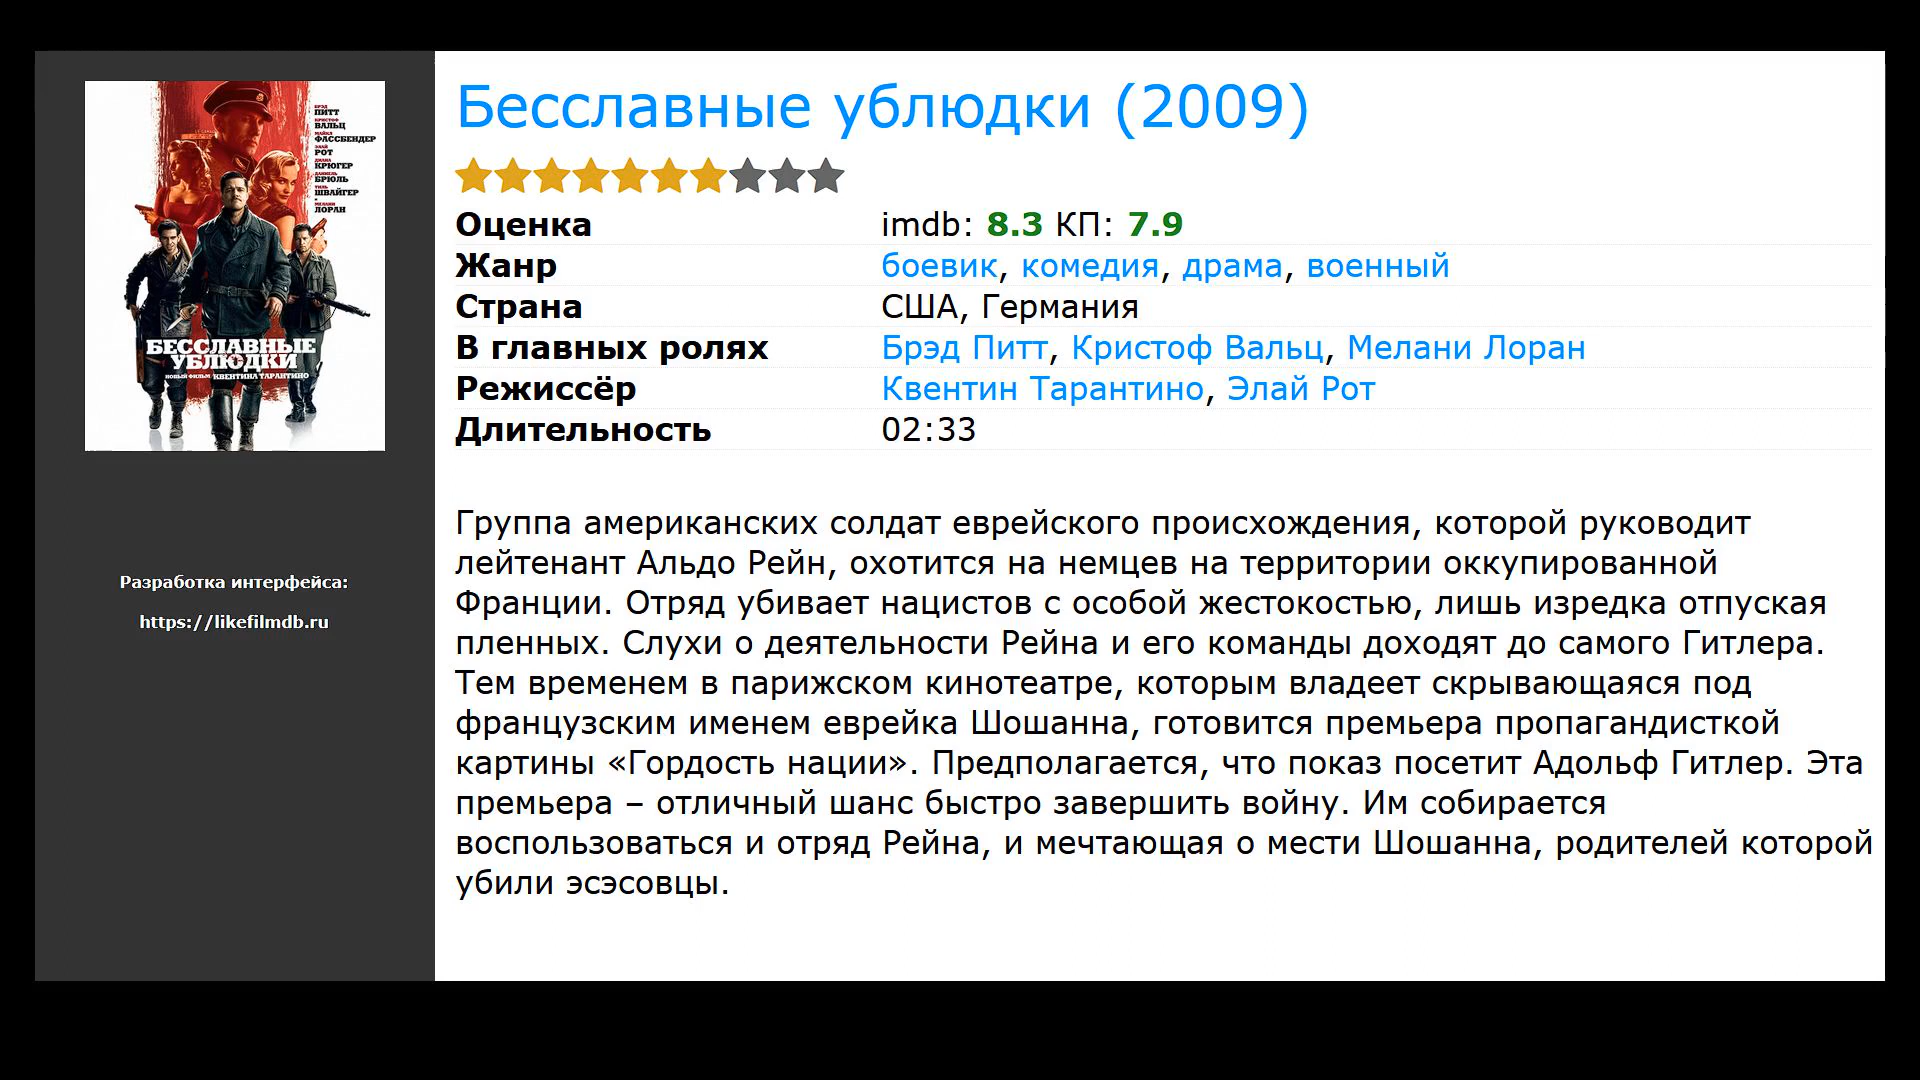 БРЭД
ПИТТ
КРИСТОФ
ВАЛЬЦ
МАЙКЛ
ФАССБЕНДЕР
ЭЛАЙ
РОТ
ДИАНА
КРЮГЕР
ДАНИЭЛЬ
БРЮЛЬ
ТИЛЬ
ШВАЙГЕР
И
МЕЛАНИ
ЛОРАН
БЕССЛАВНЫЕ
УБЛЮДКИ
НОВЫЙ ФИЛЬМ КВЕНТИНА ТАРАНТИНО
Разработка интерфейса:
https://likefilmdb.ru
Бесславные ублюдки (2009)
Оценка imdb: 8.3 КП: 7.9
Жанр боевик, комедия, драма, военный
Страна США, Германия
В главных ролях Брэд Питт, Кристоф Вальц, Мелани Лоран
Режиссёр Квентин Тарантино, Элай Рот
Длительность 02:33
Группа американских солдат еврейского происхождения, которой руководит
лейтенант Альдо Рейн, охотится на немцев на территории оккупированной
Франции. Отряд убивает нацистов с особой жестокостью, лишь изредка отпуская
пленных. Слухи о деятельности Рейна и его команды доходят до самого Гитлера.
Тем временем в парижском кинотеатре, которым владеет скрывающаяся под
французским именем еврейка Шошанна, готовится премьера пропагандисткой
картины «Гордость нации». Предполагается, что показ посетит Адольф Гитлер. Эта
премьера – отличный шанс быстро завершить войну. Им собирается
воспользоваться и отряд Рейна, и мечтающая о мести Шошанна, родителей которой
убили эсэсовцы.